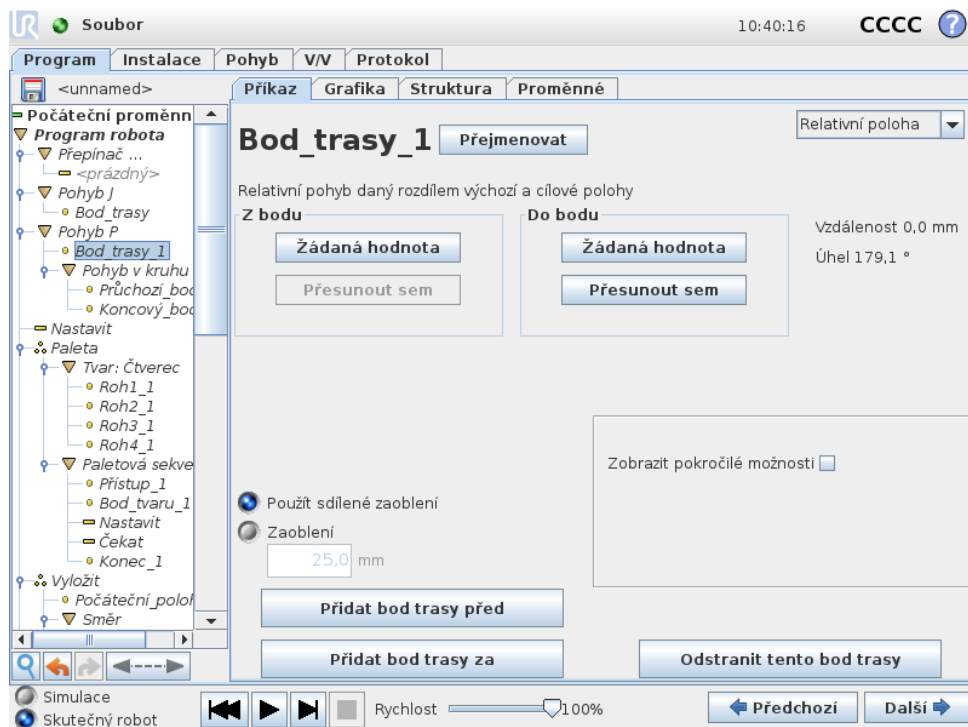 UR Soubor 10:40:16 CCCC ?
Program Instalace Pohyb V/V Protokol
<unnamed>
Příkaz Grafika Struktura Proměnné
Počáteční proměnn
Program robota
Přepínač ...
<prázdný>
Pohyb J
Bod_trasy
Pohyb P
Bod_trasy_1
Pohyb v kruhu
Průchozí_bod
Koncový_bod
Nastavit
Paleta
Tvar: Čtverec
Roh1_1
Roh2_1
Roh3_1
Roh4_1
Paletová sekve
Přístup_1
Bod_tvaru_1
Nastavit
Čekat
Konec_1
Vyložit
Počáteční_poloh
Směr
Bod_trasy_1
Přejmenovat
Relativní poloha
Relativní pohyb daný rozdílem výchozí a cílové polohy
Z bodu
Žádaná hodnota
Přesunout sem
Do bodu
Žádaná hodnota
Přesunout sem
Vzdálenost 0,0 mm
Úhel 179,1 °
Zobrazit pokročilé možnosti
Použít sdílené zaoblení
Zaoblení
25,0 mm
Přidat bod trasy před
Přidat bod trasy za
Odstranit tento bod trasy
Simulace
Skutečný robot
Rychlost 100%
Předchozí
Další